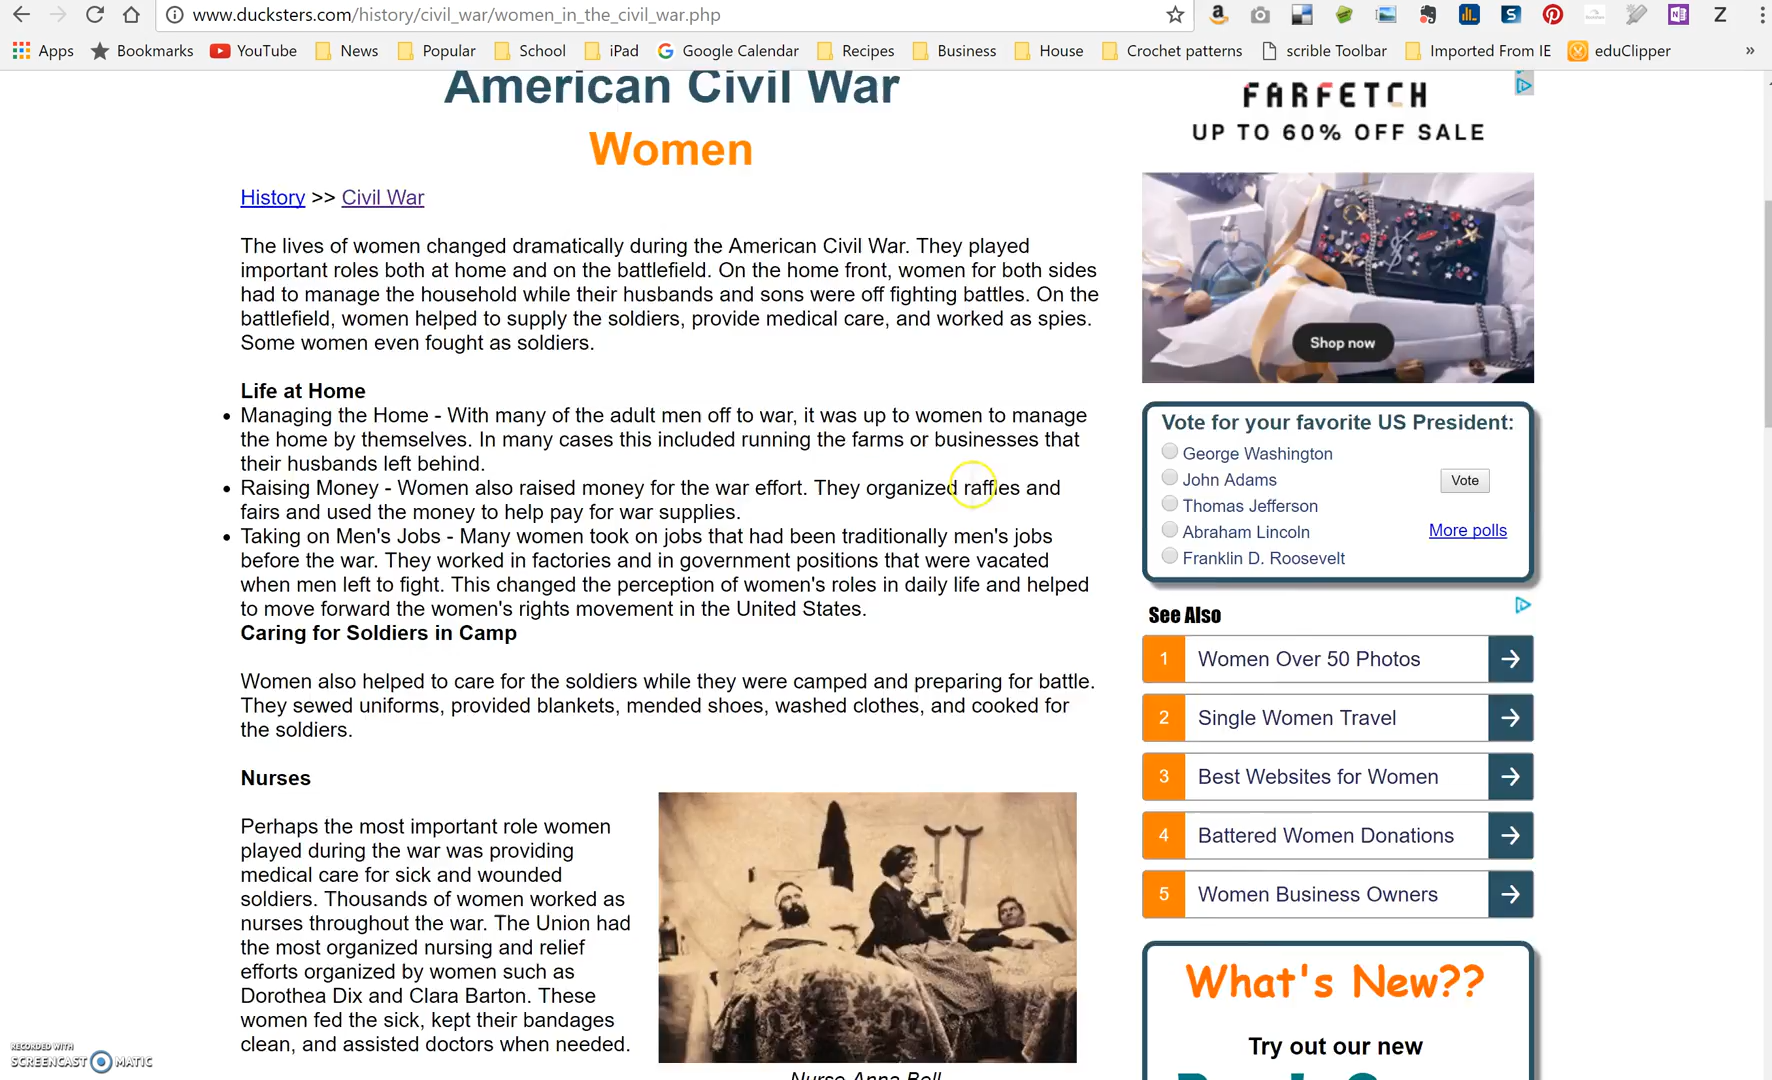 www.ducksters.com/history/civil_war/women_in_the_civil_war.php
Apps Bookmarks YouTube News Popular School iPad Google Calendar Recipes Business House Crochet patterns scrible Toolbar Imported From IE eduClipper »
American Civil War
Women
History >> Civil War
The lives of women changed dramatically during the American Civil War. They played
important roles both at home and on the battlefield. On the home front, women for both sides
had to manage the household while their husbands and sons were off fighting battles. On the
battlefield, women helped to supply the soldiers, provide medical care, and worked as spies.
Some women even fought as soldiers.
Life at Home
• Managing the Home - With many of the adult men off to war, it was up to women to manage
the home by themselves. In many cases this included running the farms or businesses that
their husbands left behind.
• Raising Money - Women also raised money for the war effort. They organized raffles and
fairs and used the money to help pay for war supplies.
• Taking on Men's Jobs - Many women took on jobs that had been traditionally men's jobs
before the war. They worked in factories and in government positions that were vacated
when men left to fight. This changed the perception of women's roles in daily life and helped
to move forward the women's rights movement in the United States.
Caring for Soldiers in Camp
Women also helped to care for the soldiers while they were camped and preparing for battle.
They sewed uniforms, provided blankets, mended shoes, washed clothes, and cooked for
the soldiers.
Nurses
Perhaps the most important role women
played during the war was providing
medical care for sick and wounded
soldiers. Thousands of women worked as
nurses throughout the war. The Union had
the most organized nursing and relief
efforts organized by women such as
Dorothea Dix and Clara Barton. These
women fed the sick, kept their bandages
clean, and assisted doctors when needed.
Nurse Anna Bell
FARFETCH
UP TO 60% OFF SALE
Shop now
Vote for your favorite US President:
George Washington
John Adams
Thomas Jefferson
Abraham Lincoln
Franklin D. Roosevelt
Vote
More polls
See Also
1 Women Over 50 Photos
2 Single Women Travel
3 Best Websites for Women
4 Battered Women Donations
5 Women Business Owners
What's New??
Try out our new
RECORDED WITH
SCREENCAST MATIC